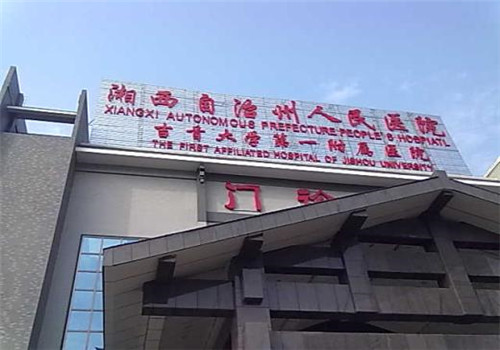 湘西自治州人民医院
XIANGXI AUTONOMOUS PREFECTURE PEOPLE'S HOSPIATL
吉首大学第一附属医院
THE FIRST AFFILIATED HOSPITAL OF JISHOU UNIVERSITY
门诊